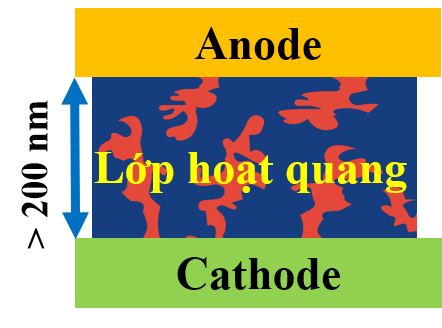 Anode
> 200 nm
Lớp hoạt quang
Cathode